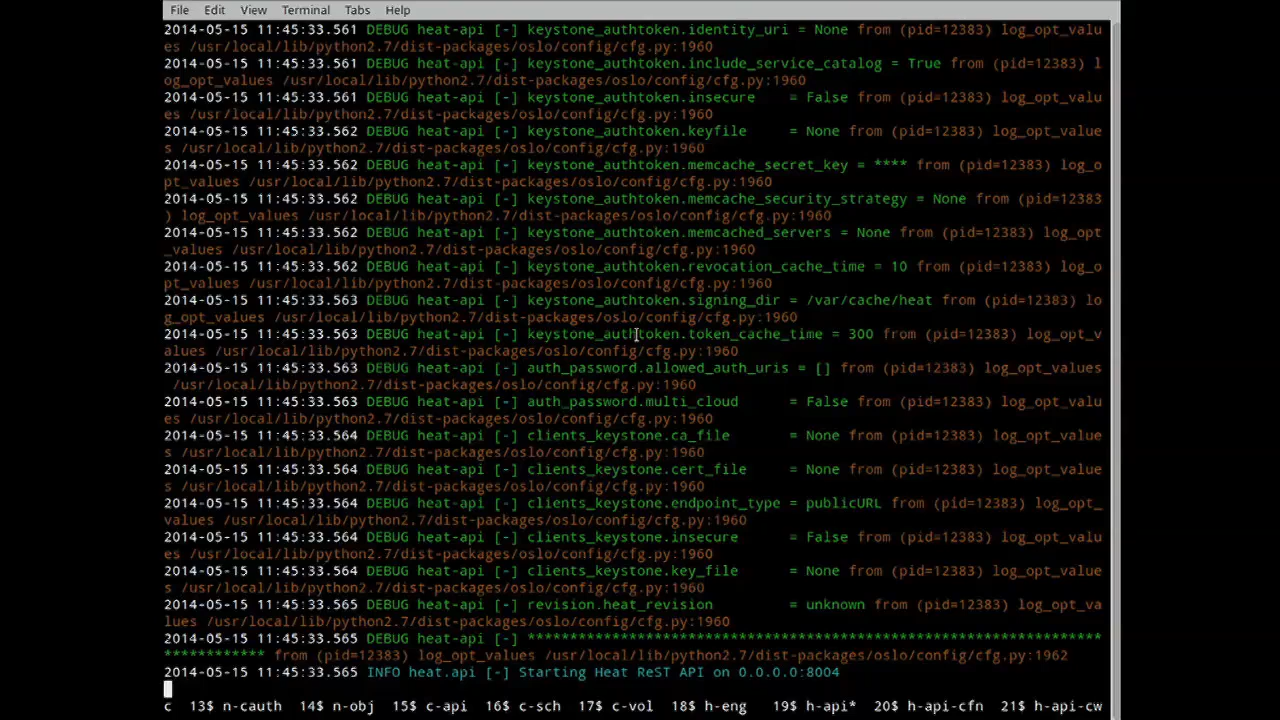 File Edit View Terminal Tabs Help
2014-05-15 11:45:33.561 DEBUG heat-api [-] keystone_authtoken.identity_uri = None from (pid=12383) log_opt_valu
es /usr/local/lib/python2.7/dist-packages/oslo/config/cfg.py:1960
2014-05-15 11:45:33.561 DEBUG heat-api [-] keystone_authtoken.include_service_catalog = True from (pid=12383) l
og_opt_values /usr/local/lib/python2.7/dist-packages/oslo/config/cfg.py:1960
2014-05-15 11:45:33.561 DEBUG heat-api [-] keystone_authtoken.insecure    = False from (pid=12383) log_opt_valu
es /usr/local/lib/python2.7/dist-packages/oslo/config/cfg.py:1960
2014-05-15 11:45:33.562 DEBUG heat-api [-] keystone_authtoken.keyfile     = None from (pid=12383) log_opt_value
s /usr/local/lib/python2.7/dist-packages/oslo/config/cfg.py:1960
2014-05-15 11:45:33.562 DEBUG heat-api [-] keystone_authtoken.memcache_secret_key = **** from (pid=12383) log_o
pt_values /usr/local/lib/python2.7/dist-packages/oslo/config/cfg.py:1960
2014-05-15 11:45:33.562 DEBUG heat-api [-] keystone_authtoken.memcache_security_strategy = None from (pid=12383
) log_opt_values /usr/local/lib/python2.7/dist-packages/oslo/config/cfg.py:1960
2014-05-15 11:45:33.562 DEBUG heat-api [-] keystone_authtoken.memcached_servers = None from (pid=12383) log_opt
_values /usr/local/lib/python2.7/dist-packages/oslo/config/cfg.py:1960
2014-05-15 11:45:33.562 DEBUG heat-api [-] keystone_authtoken.revocation_cache_time = 10 from (pid=12383) log_o
pt_values /usr/local/lib/python2.7/dist-packages/oslo/config/cfg.py:1960
2014-05-15 11:45:33.563 DEBUG heat-api [-] keystone_authtoken.signing_dir = /var/cache/heat from (pid=12383) lo
g_opt_values /usr/local/lib/python2.7/dist-packages/oslo/config/cfg.py:1960
2014-05-15 11:45:33.563 DEBUG heat-api [-] keystone_authtoken.token_cache_time = 300 from (pid=12383) log_opt_v
alues /usr/local/lib/python2.7/dist-packages/oslo/config/cfg.py:1960
2014-05-15 11:45:33.563 DEBUG heat-api [-] auth_password.allowed_auth_uris = [] from (pid=12383) log_opt_values
 /usr/local/lib/python2.7/dist-packages/oslo/config/cfg.py:1960
2014-05-15 11:45:33.563 DEBUG heat-api [-] auth_password.multi_cloud      = False from (pid=12383) log_opt_valu
es /usr/local/lib/python2.7/dist-packages/oslo/config/cfg.py:1960
2014-05-15 11:45:33.564 DEBUG heat-api [-] clients_keystone.ca_file       = None from (pid=12383) log_opt_value
s /usr/local/lib/python2.7/dist-packages/oslo/config/cfg.py:1960
2014-05-15 11:45:33.564 DEBUG heat-api [-] clients_keystone.cert_file     = None from (pid=12383) log_opt_value
s /usr/local/lib/python2.7/dist-packages/oslo/config/cfg.py:1960
2014-05-15 11:45:33.564 DEBUG heat-api [-] clients_keystone.endpoint_type = publicURL from (pid=12383) log_opt_
values /usr/local/lib/python2.7/dist-packages/oslo/config/cfg.py:1960
2014-05-15 11:45:33.564 DEBUG heat-api [-] clients_keystone.insecure      = False from (pid=12383) log_opt_valu
es /usr/local/lib/python2.7/dist-packages/oslo/config/cfg.py:1960
2014-05-15 11:45:33.564 DEBUG heat-api [-] clients_keystone.key_file      = None from (pid=12383) log_opt_value
s /usr/local/lib/python2.7/dist-packages/oslo/config/cfg.py:1960
2014-05-15 11:45:33.565 DEBUG heat-api [-] revision.heat_revision         = unknown from (pid=12383) log_opt_va
lues /usr/local/lib/python2.7/dist-packages/oslo/config/cfg.py:1960
2014-05-15 11:45:33.565 DEBUG heat-api [-] ********************************************************************
************ from (pid=12383) log_opt_values /usr/local/lib/python2.7/dist-packages/oslo/config/cfg.py:1962
2014-05-15 11:45:33.565 INFO heat.api [-] Starting Heat ReST API on 0.0.0.0:8004
c  13$ n-cauth  14$ n-obj  15$ c-api  16$ c-sch  17$ c-vol  18$ h-eng   19$ h-api*  20$ h-api-cfn  21$ h-api-cw